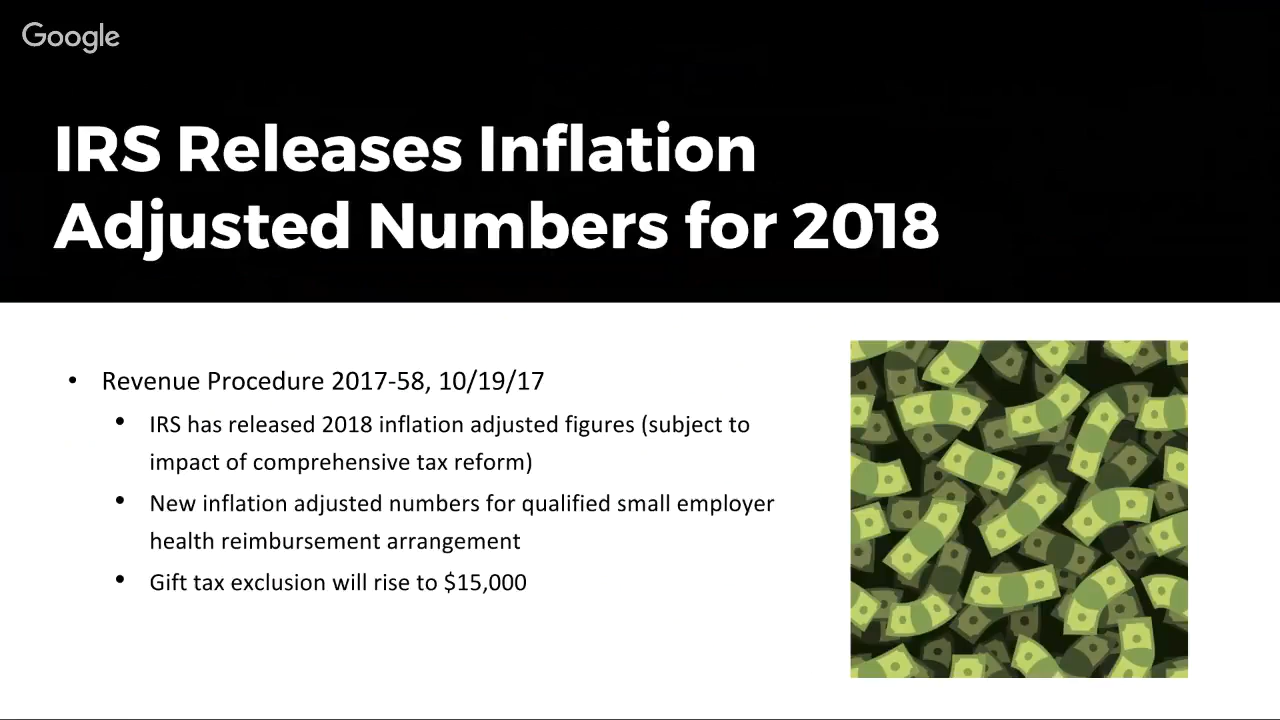 Google
IRS Releases Inflation
Adjusted Numbers for 2018
• Revenue Procedure 2017-58, 10/19/17
• IRS has released 2018 inflation adjusted figures (subject to
impact of comprehensive tax reform)
• New inflation adjusted numbers for qualified small employer
health reimbursement arrangement
• Gift tax exclusion will rise to $15,000